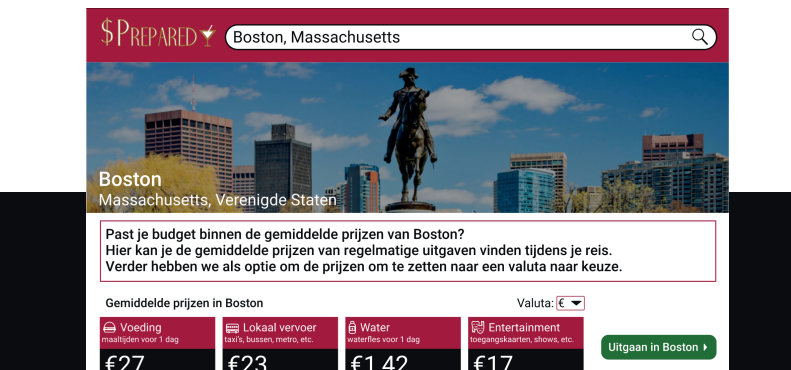 $PREPARED
Boston, Massachusetts
Boston
Massachusetts, Verenigde Staten
Past je budget binnen de gemiddelde prijzen van Boston?
Hier kan je de gemiddelde prijzen van regelmatige uitgaven vinden tijdens je reis.
Verder hebben we als optie om de prijzen om te zetten naar een valuta naar keuze.
Gemiddelde prijzen in Boston
Valuta: €
Voeding
maaltijden voor 1 dag
€27
Lokaal vervoer
taxi's, bussen, metro, etc.
€23
Water
waterfles voor 1 dag
€1,42
Entertainment
toegangskaarten, shows, etc.
€17
Uitgaan in Boston